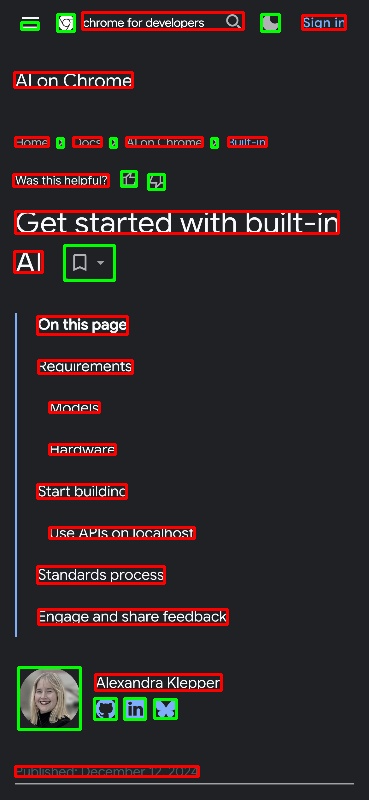 chrome for developers
Sign in
AI on Chrome
Home Docs AI on Chrome Built-in
Was this helpful?
Get started with built-in
AI
On this page
Requirements
Models
Hardware
Start building
Use APIs on localhost
Standards process
Engage and share feedback
Alexandra Klepper
in
Published: December 12, 2024